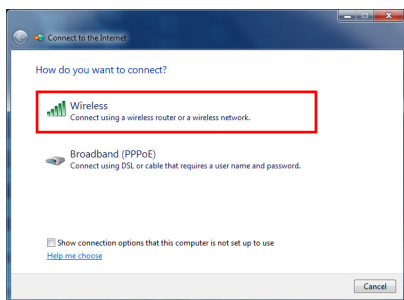 Connect to the Internet
How do you want to connect?
Wireless
Connect using a wireless router or a wireless network.
Broadband (PPPoE)
Connect using DSL or cable that requires a user name and password.
Show connection options that this computer is not set up to use
Help me choose
Cancel